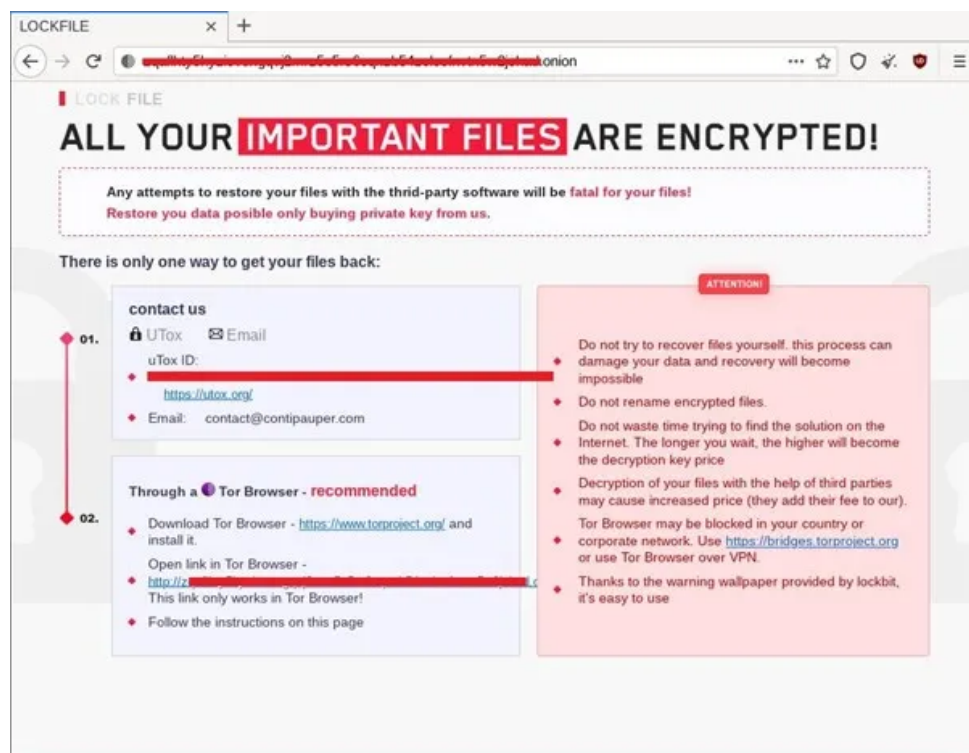 LOCKFILE
onion
LOCK FILE
ALL YOUR IMPORTANT FILES ARE ENCRYPTED!
Any attempts to restore your files with the thrid-party software will be fatal for your files!
Restore you data posible only buying private key from us.
There is only one way to get your files back:
01.
contact us
UTox Email
uTox ID:
https://utox.org/
Email: contact@contipauper.com
02.
Through a Tor Browser - recommended
Download Tor Browser - https://www.torproject.org/ and
install it.
Open link in Tor Browser -
http://z
This link only works in Tor Browser!
Follow the instructions on this page
ATTENTION!
Do not try to recover files yourself. this process can
damage your data and recovery will become
impossible
Do not rename encrypted files.
Do not waste time trying to find the solution on the
Internet. The longer you wait, the higher will become
the decryption key price
Decryption of your files with the help of third parties
may cause increased price (they add their fee to our).
Tor Browser may be blocked in your country or
corporate network. Use https://bridges.torproject.org
or use Tor Browser over VPN.
Thanks to the warning wallpaper provided by lockbit,
it's easy to use